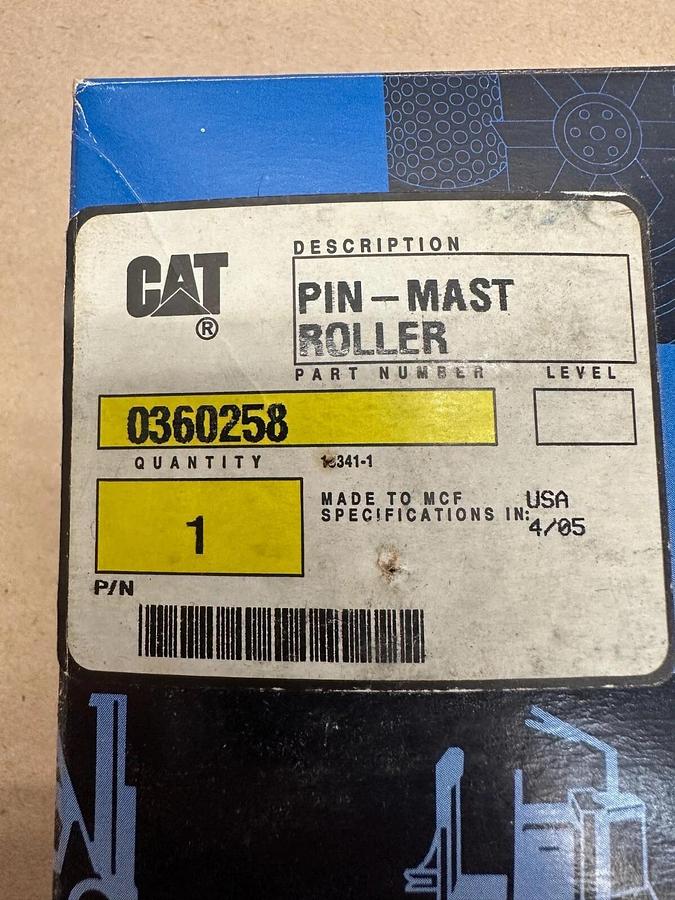 DESCRIPTION
CAT
®
PIN-MAST
ROLLER
PART NUMBER
LEVEL
0360258
QUANTITY
1
MADE TO MCF
SPECIFICATIONS IN:
USA
4/05
P/N